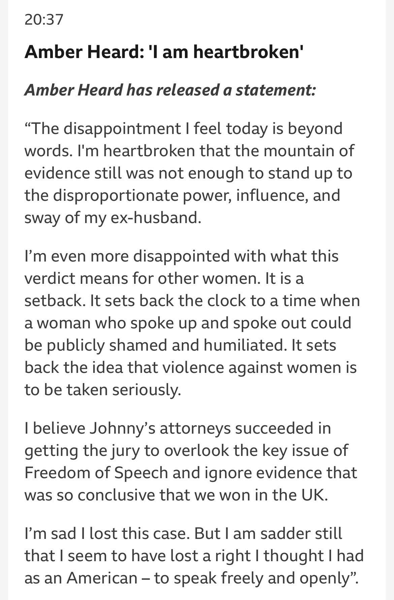 20:37
Amber Heard: 'I am heartbroken'
Amber Heard has released a statement:
“The disappointment I feel today is beyond
words. I'm heartbroken that the mountain of
evidence still was not enough to stand up to
the disproportionate power, influence, and
sway of my ex-husband.
I’m even more disappointed with what this
verdict means for other women. It is a
setback. It sets back the clock to a time when
a woman who spoke up and spoke out could
be publicly shamed and humiliated. It sets
back the idea that violence against women is
to be taken seriously.
I believe Johnny’s attorneys succeeded in
getting the jury to overlook the key issue of
Freedom of Speech and ignore evidence that
was so conclusive that we won in the UK.
I’m sad I lost this case. But I am sadder still
that I seem to have lost a right I thought I had
as an American – to speak freely and openly”.